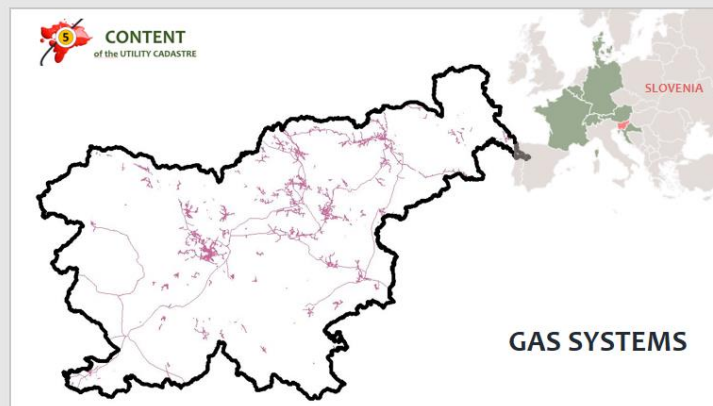 5
CONTENT
of the UTILITY CADASTRE
SLOVENIA
GAS SYSTEMS